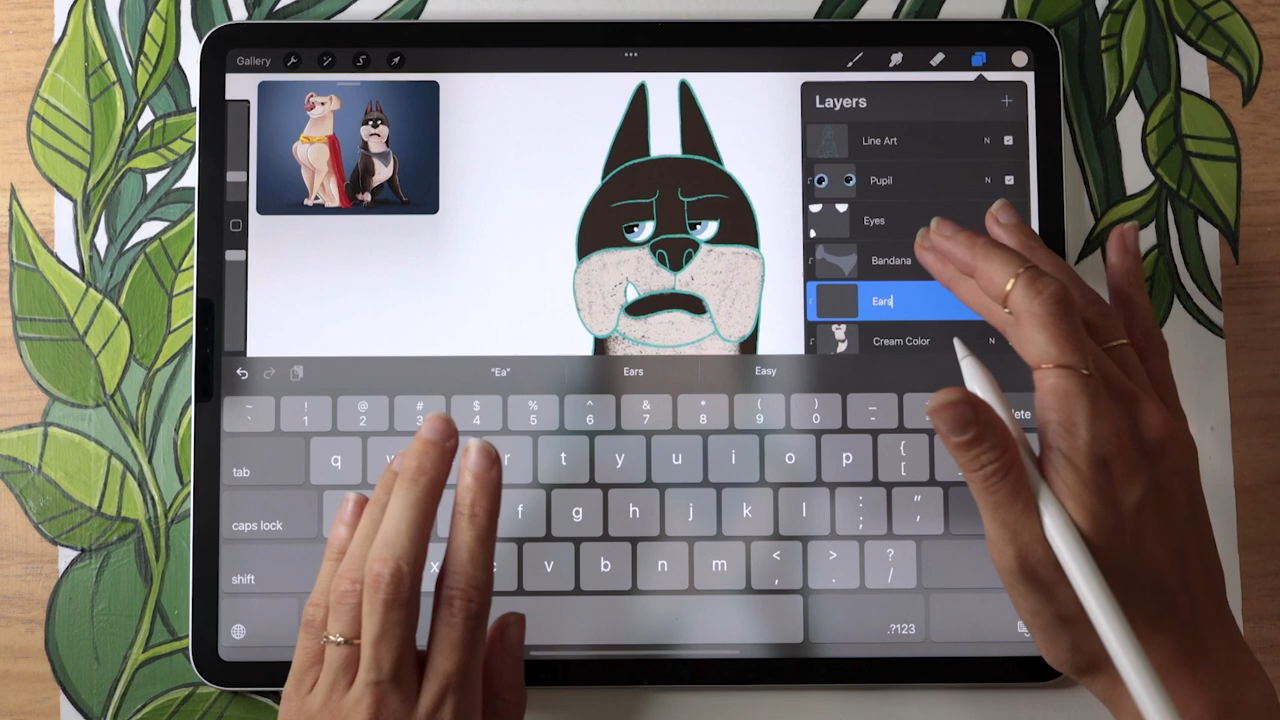 Gallery
Layers
Line Art N
Pupil N
Eyes
Bandana
Ears
Cream Color N
"Ea" Ears Easy
~ ! @ # $ % ^ & * ( ) _
` 1 2 3 4 5 6 7 8 9 0 -
tab q r t y u i o p { [
caps lock f g h j k l : ; " '
shift x c v b n m < , > . ? /
.?123